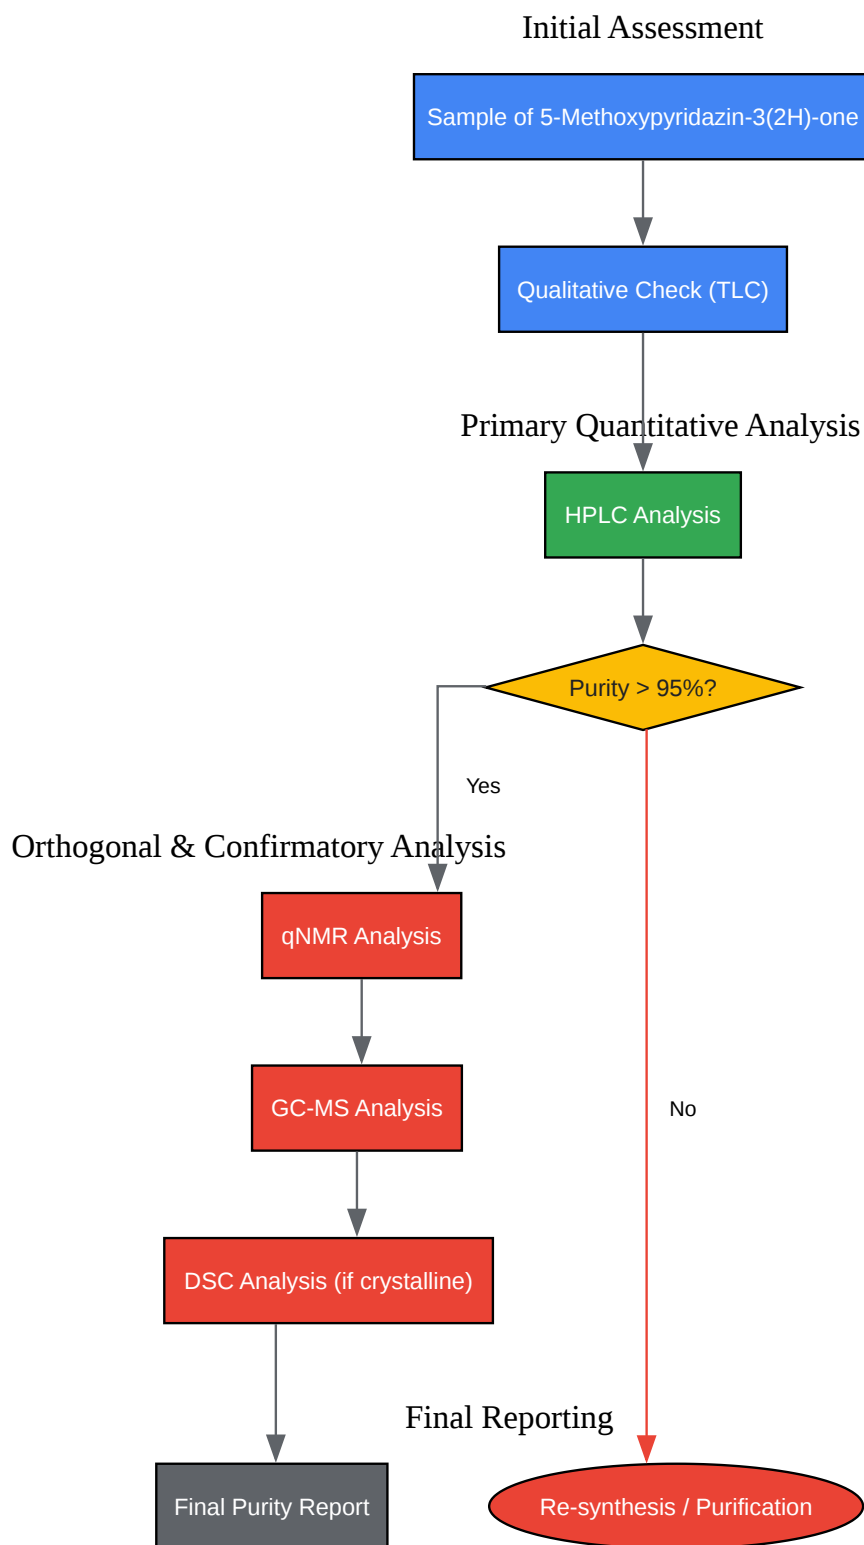 Initial Assessment
Sample of 5-Methoxypyridazin-3(2H)-one
Qualitative Check (TLC)
Primary Quantitative Analysis
HPLC Analysis
Purity > 95%?
Yes
Orthogonal & Confirmatory Analysis
qNMR Analysis
GC-MS Analysis
No
DSC Analysis (if crystalline)
Final Reporting
Final Purity Report
Re-synthesis / Purification